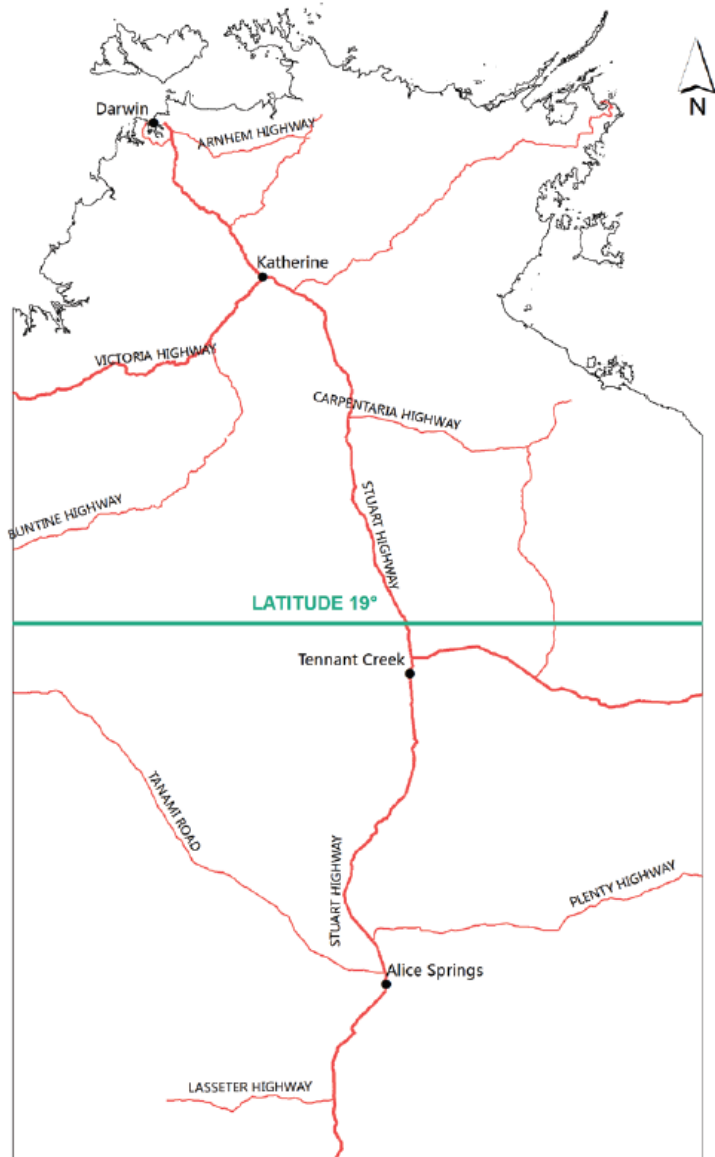 Darwin
N
ARNHEM HIGHWAY
Katherine
VICTORIA HIGHWAY
CARPENTARIA HIGHWAY
BUNTINE HIGHWAY
STUART HIGHWAY
LATITUDE 19°
Tennant Creek
TANAMI ROAD
STUART HIGHWAY
PLENTY HIGHWAY
Alice Springs
LASSETER HIGHWAY